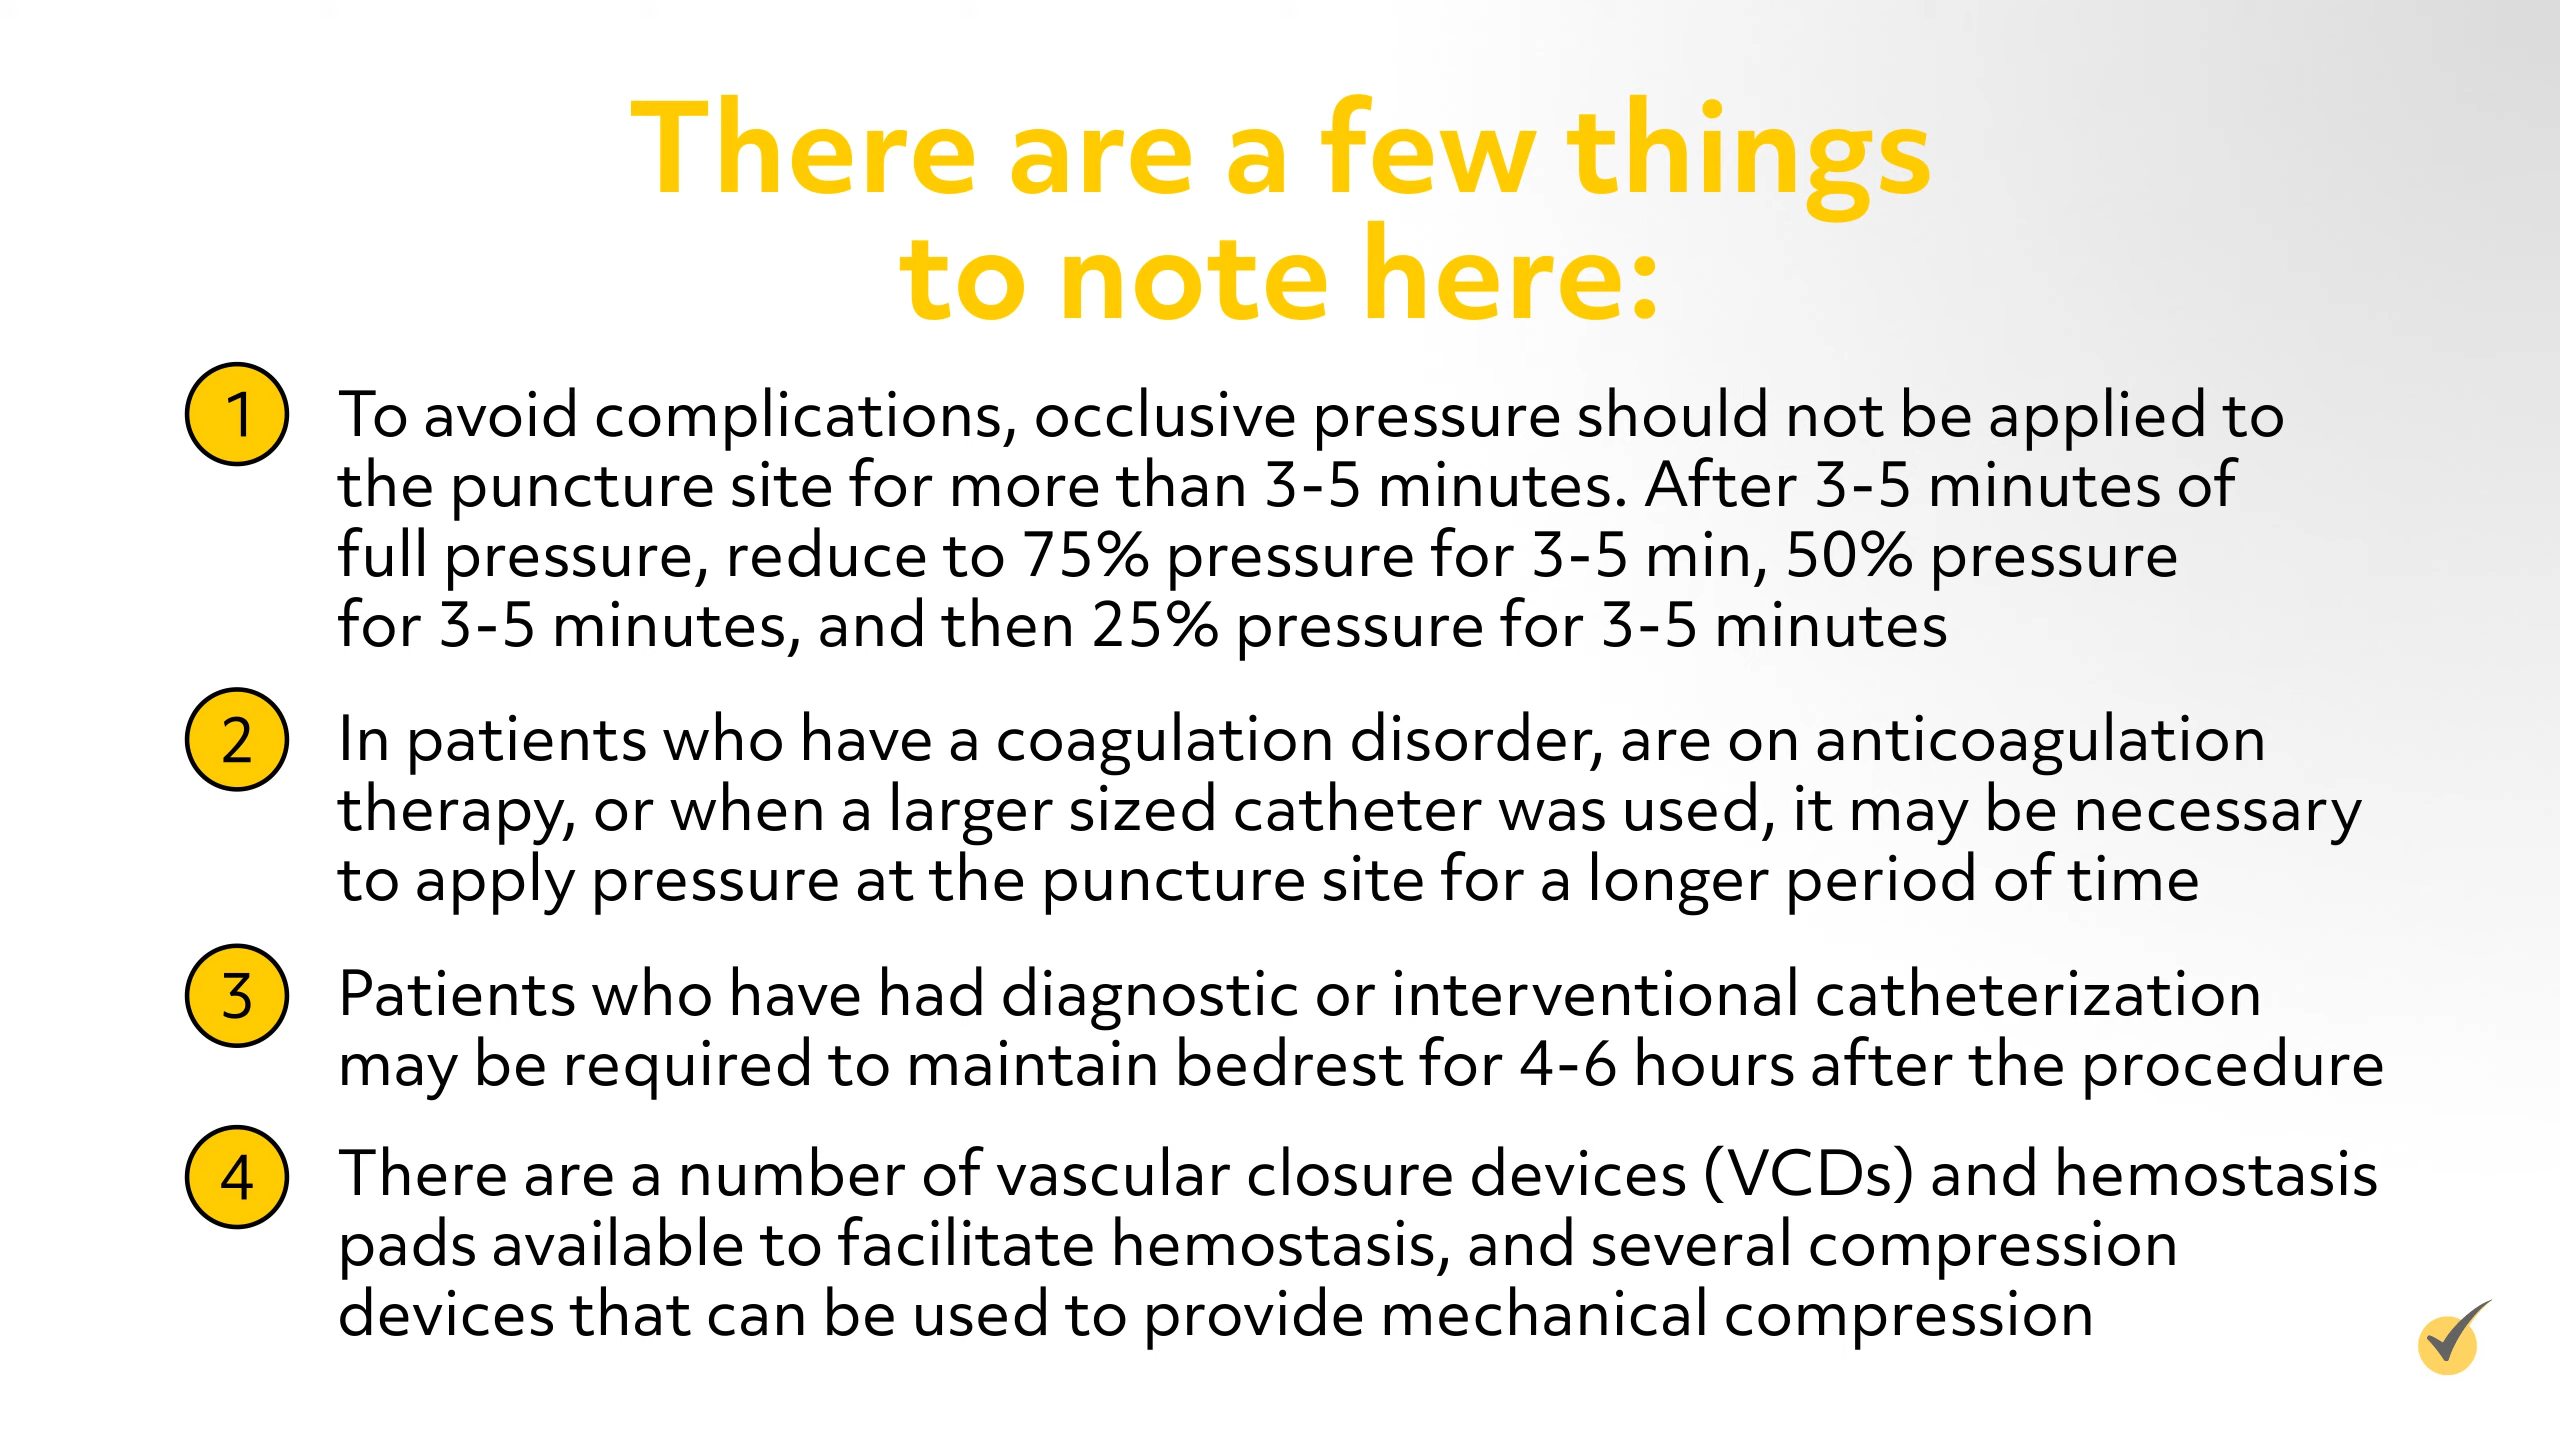 There are a few things
to note here:
1 To avoid complications, occlusive pressure should not be applied to
the puncture site for more than 3-5 minutes. After 3-5 minutes of
full pressure, reduce to 75% pressure for 3-5 min, 50% pressure
for 3-5 minutes, and then 25% pressure for 3-5 minutes
2 In patients who have a coagulation disorder, are on anticoagulation
therapy, or when a larger sized catheter was used, it may be necessary
to apply pressure at the puncture site for a longer period of time
3 Patients who have had diagnostic or interventional catheterization
may be required to maintain bedrest for 4-6 hours after the procedure
4 There are a number of vascular closure devices (VCDs) and hemostasis
pads available to facilitate hemostasis, and several compression
devices that can be used to provide mechanical compression